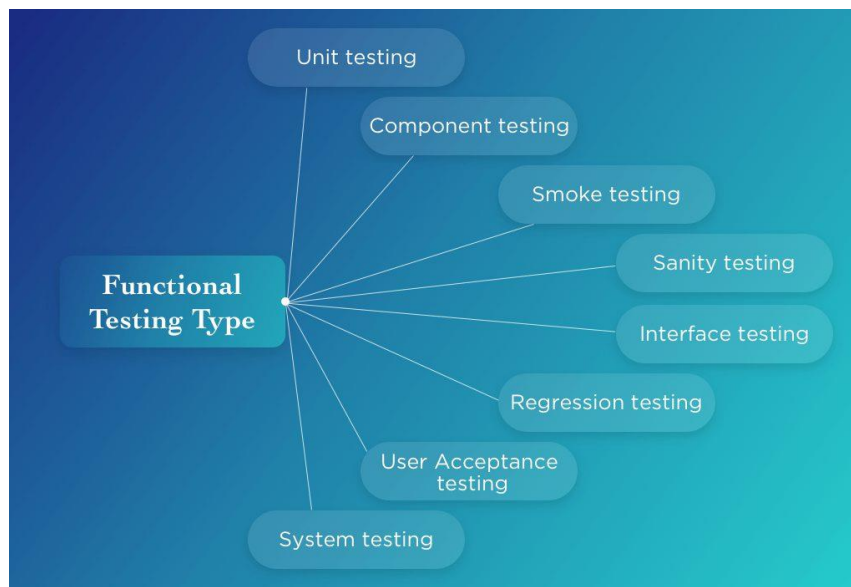 Unit testing
Component testing
Smoke testing
Sanity testing
Functional
Testing Type
Interface testing
Regression testing
User Acceptance
testing
System testing